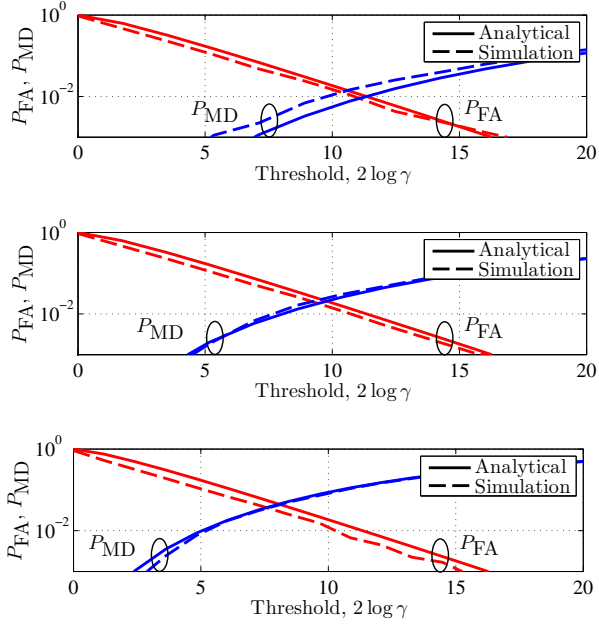 10^0
10^-2
P_FA, P_MD
P_MD
P_FA
Analytical
Simulation
0 5 10 15 20
Threshold, 2 log γ
10^0
10^-2
P_FA, P_MD
P_MD
P_FA
Analytical
Simulation
0 5 10 15 20
Threshold, 2 log γ
10^0
10^-2
P_FA, P_MD
P_MD
P_FA
Analytical
Simulation
0 5 10 15 20
Threshold, 2 log γ